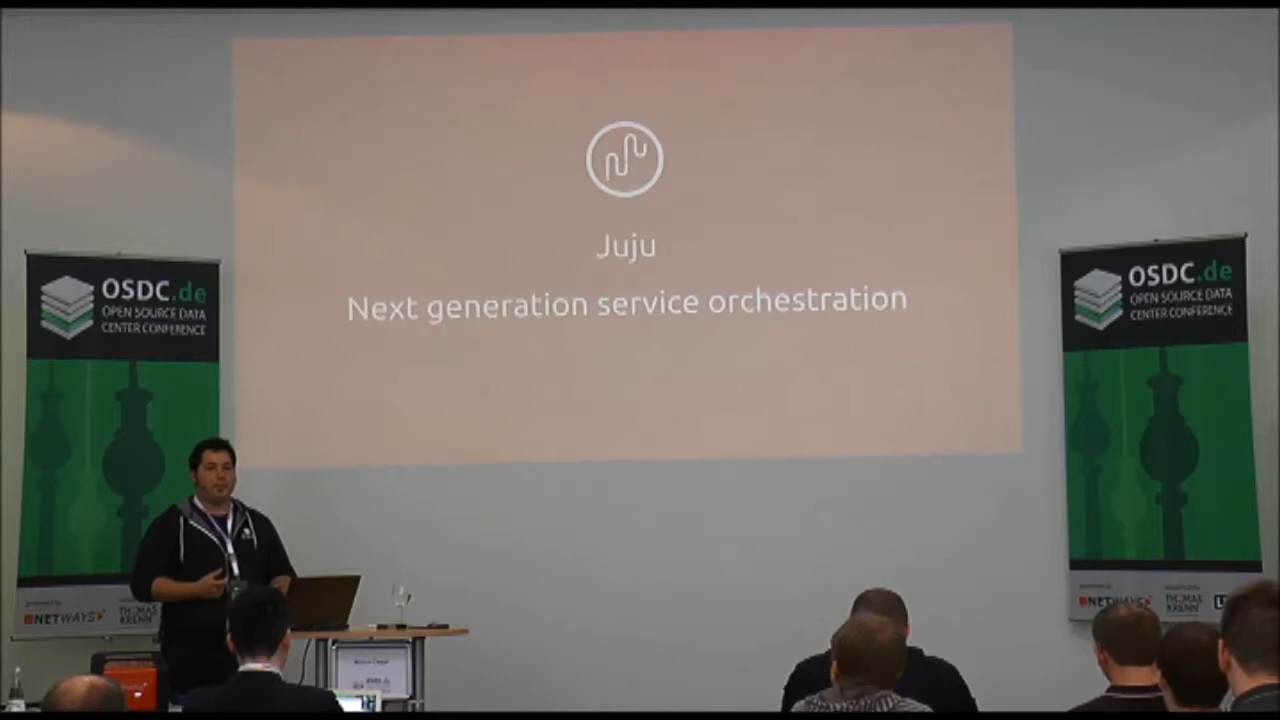 Juju
Next generation service orchestration
OSDC.de
OPEN SOURCE DATA
CENTER CONFERENCE
NETWAYS
THOMAS
KRENN
OSDC.de
OPEN SOURCE DATA
CENTER CONFERENCE
NETWAYS
THOMAS
KRENN